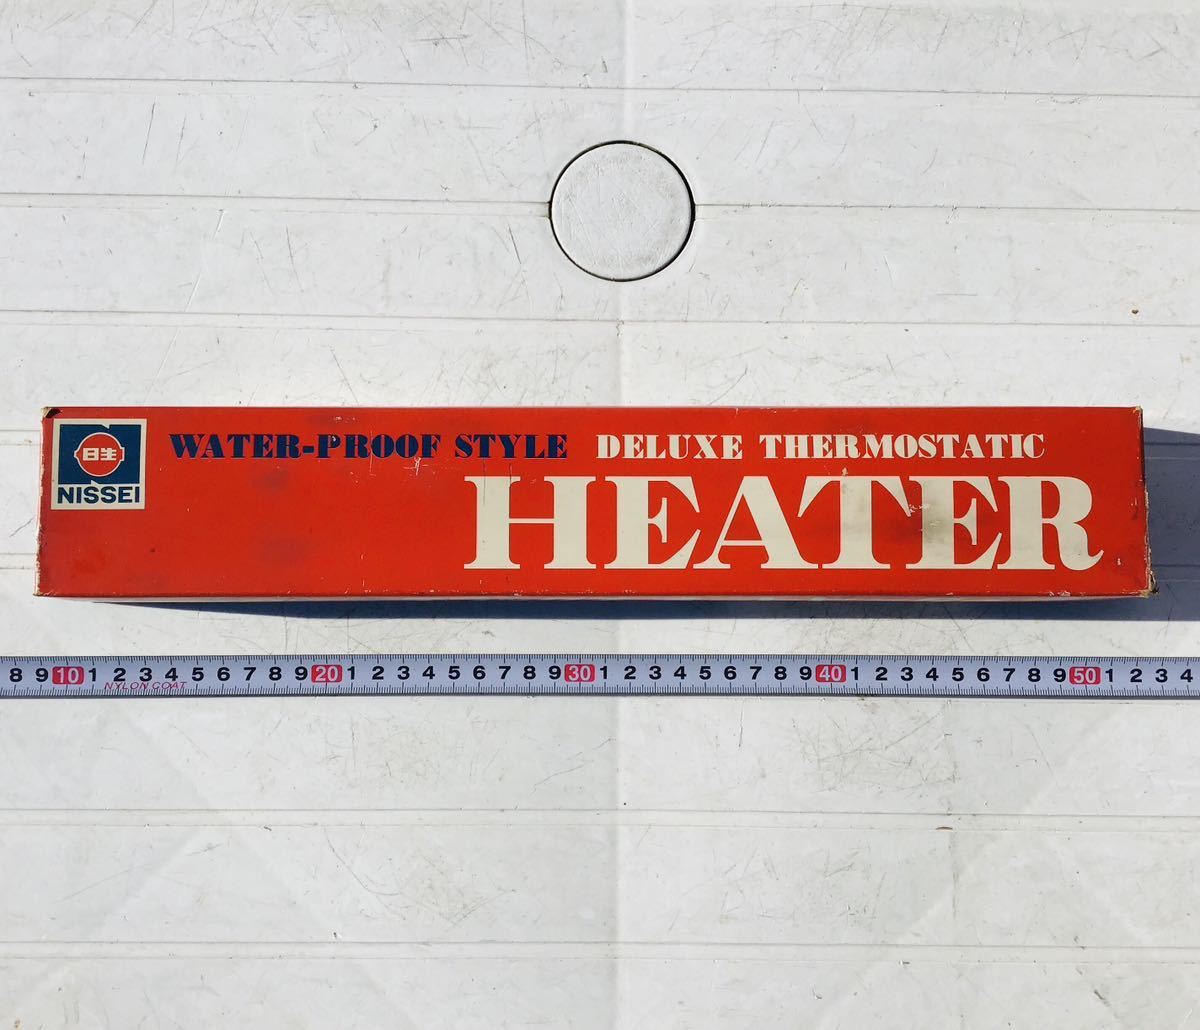 日生
NISSEI
WATER-PROOF STYLE DELUXE THERMOSTATIC
HEATER
8 9 10 1 2 3 4 5 6 7 8 9 20 1 2 3 4 5 6 7 8 9 30 1 2 3 4 5 6 7 8 9 40 1 2 3 4 5 6 7 8 9 50 1 2 3 4
NYLON COAT